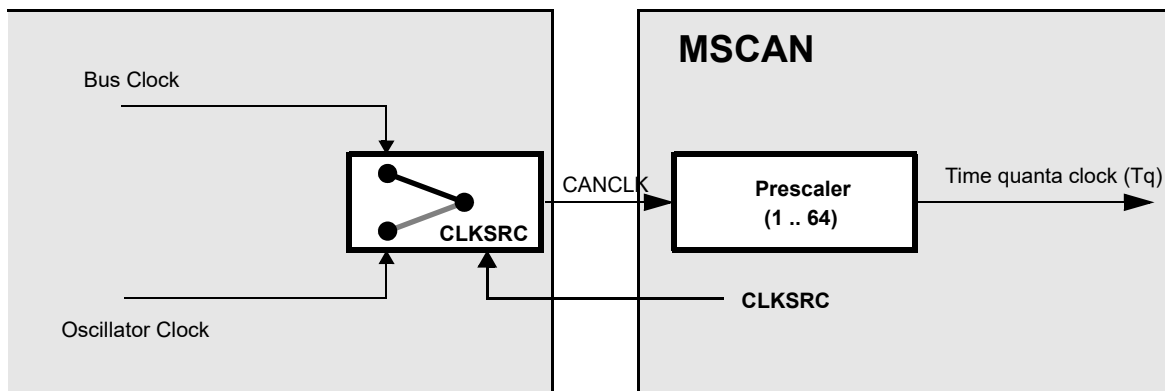 MSCAN
Bus Clock
CANCLK
Prescaler
(1 .. 64)
Time quanta clock (Tq)
CLKSRC
CLKSRC
Oscillator Clock